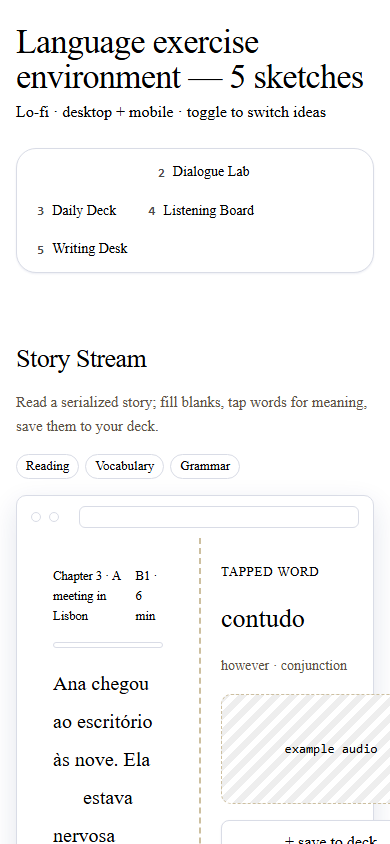 Language exercise
environment — 5 sketches
Lo-fi · desktop + mobile · toggle to switch ideas
2 Dialogue Lab
3 Daily Deck
4 Listening Board
5 Writing Desk
Story Stream
Read a serialized story; fill blanks, tap words for meaning,
save them to your deck.
Reading
Vocabulary
Grammar
Chapter 3 · A
meeting in
Lisbon
B1 ·
6
min
Ana chegou
ao escritório
às nove. Ela
estava
nervosa
TAPPED WORD
contudo
however · conjunction
example audio
+ save to deck